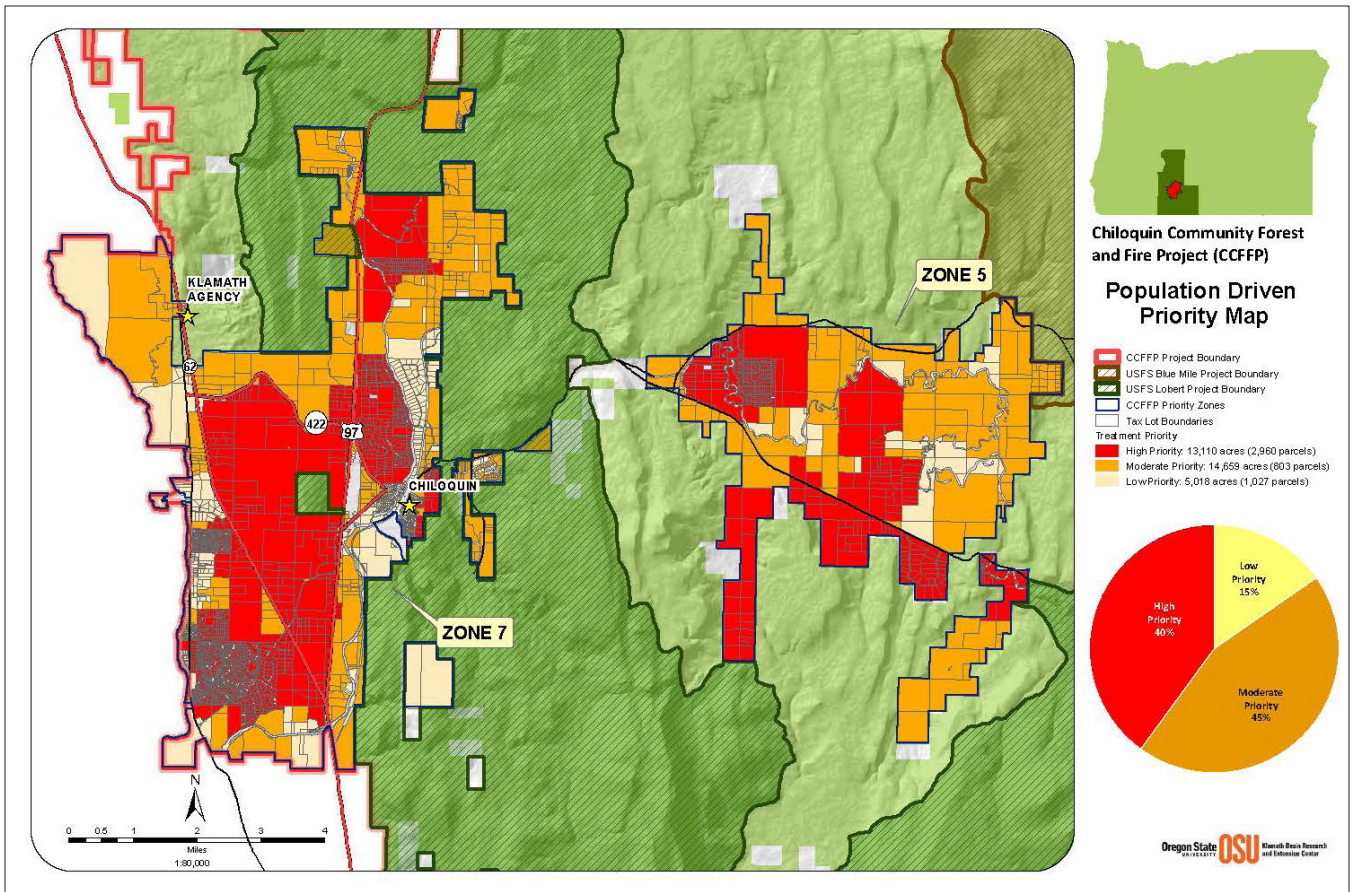 KLAMATH
AGENCY
62
422
97
CHILOQUIN
ZONE 5
ZONE 7
N
0 0.5 1 2 3 4
Miles
1:80,000
Chiloquin Community Forest
and Fire Project (CCFFP)
Population Driven
Priority Map
CCFFP Project Boundary
USFS Blue Mile Project Boundary
USFS Lobert Project Boundary
CCFFP Priority Zones
Tax Lot Boundaries
Treatment Priority
High Priority: 13,110 acres (2,960 parcels)
Moderate Priority: 14,659 acres (803 parcels)
Low Priority: 5,018 acres (1,027 parcels)
Low
Priority
15%
High
Priority
40%
Moderate
Priority
45%
Oregon State
UNIVERSITY
OSU
Klamath Basin Research
and Extension Center